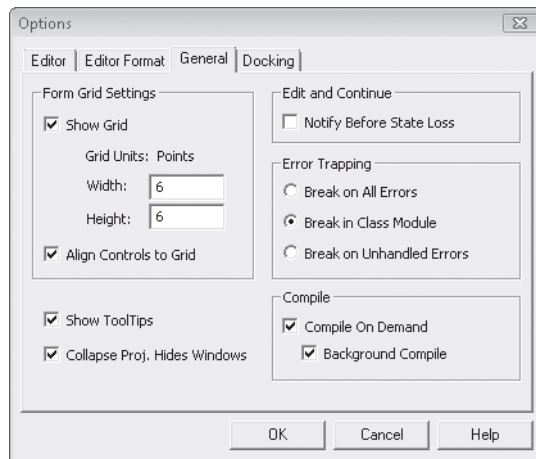 Options
Editor
Editor Format
General
Docking
Form Grid Settings
Show Grid
Grid Units: Points
Width: 6
Height: 6
Align Controls to Grid
Show ToolTips
Collapse Proj. Hides Windows
Edit and Continue
Notify Before State Loss
Error Trapping
Break on All Errors
Break in Class Module
Break on Unhandled Errors
Compile
Compile On Demand
Background Compile
OK
Cancel
Help